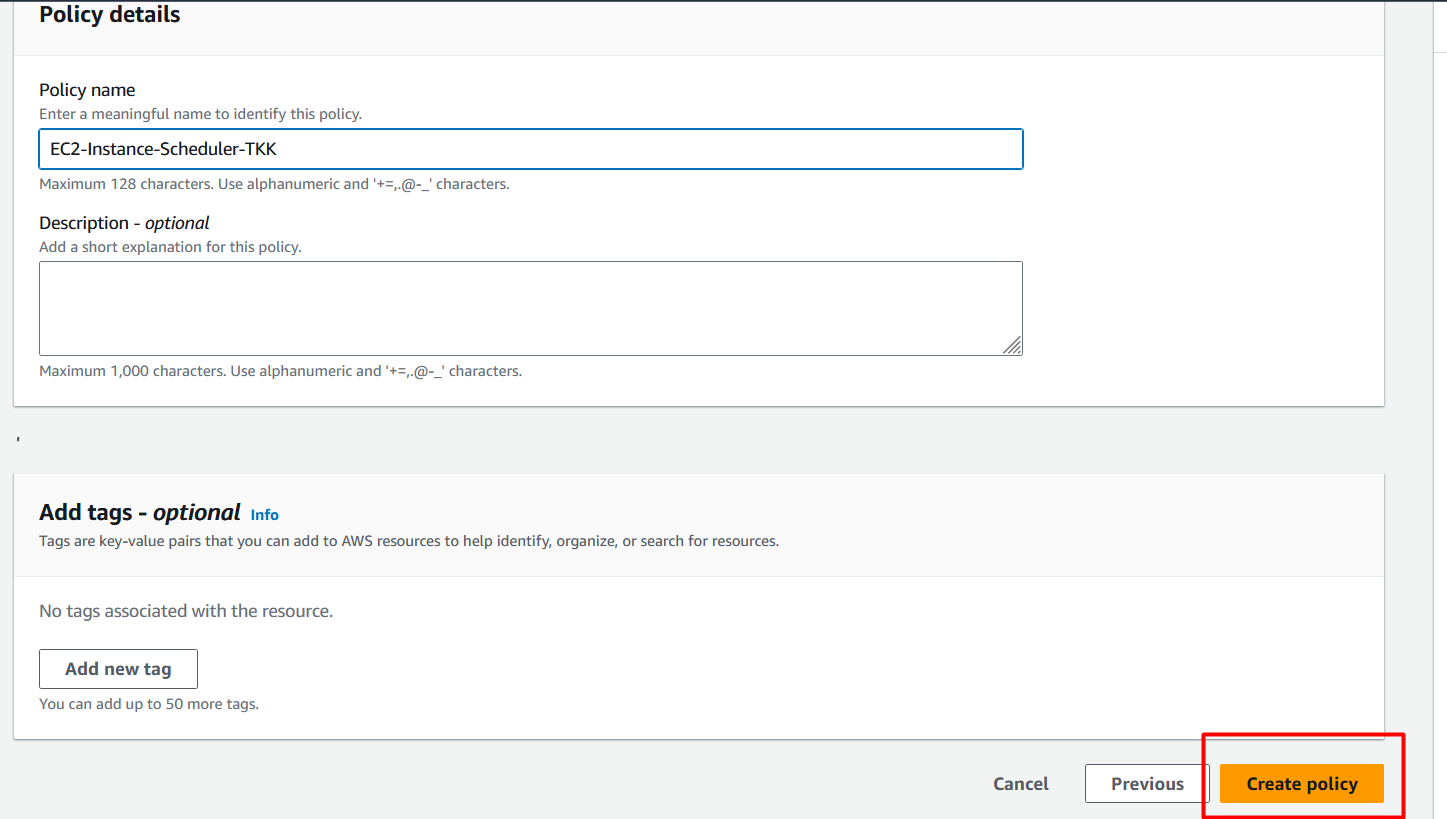 Policy details
Policy name
Enter a meaningful name to identify this policy.
EC2-Instance-Scheduler-TKK
Maximum 128 characters. Use alphanumeric and '+=,.@-_' characters.
Description - optional
Add a short explanation for this policy.
Maximum 1,000 characters. Use alphanumeric and '+=,.@-_' characters.
'
Add tags - optional Info
Tags are key-value pairs that you can add to AWS resources to help identify, organize, or search for resources.
No tags associated with the resource.
Add new tag
You can add up to 50 more tags.
Cancel Previous Create policy